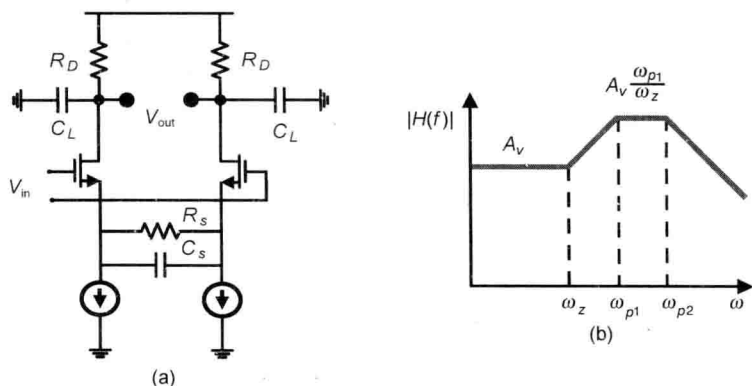 R_D
R_D
C_L
V_out
C_L
V_in
R_s
C_s
(a)
A_v ω_p1/ω_z
|H(f)|
A_v
ω_z
ω_p1
ω_p2
ω
(b)